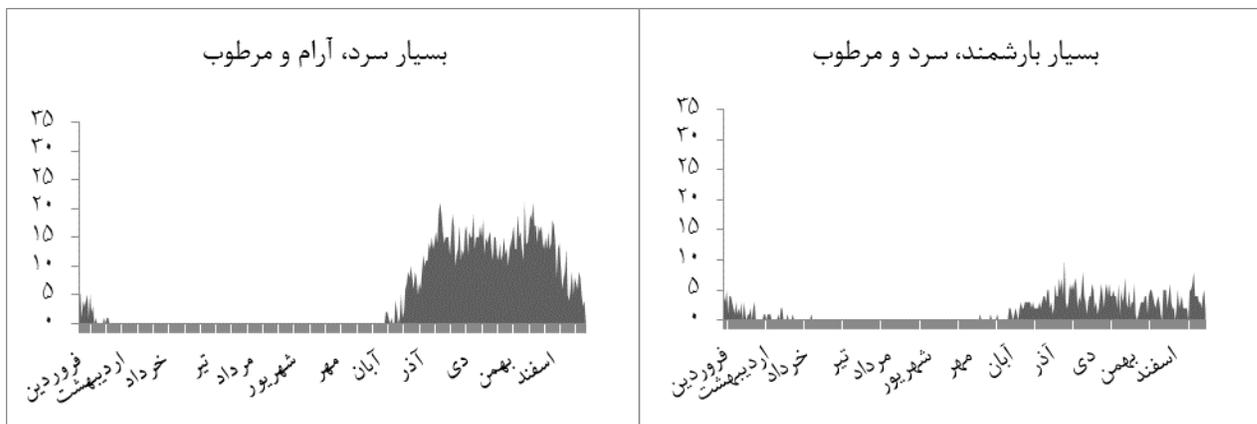 بسیار بارشمند، سرد و مرطوب
۳۵
۳۰
۲۵
۲۰
۱۵
۱۰
۵
۰
فروردین
اردیبهشت
خرداد
تیر
مرداد
شهریور
مهر
آبان
آذر
دی
بهمن
اسفند
بسیار سرد، آرام و مرطوب
۳۵
۳۰
۲۵
۲۰
۱۵
۱۰
۵
۰
فروردین
اردیبهشت
خرداد
تیر
مرداد
شهریور
مهر
آبان
آذر
دی
بهمن
اسفند